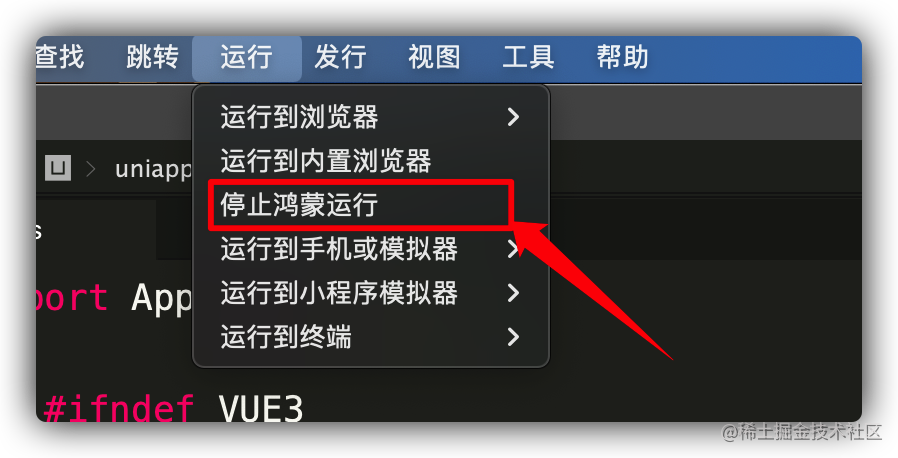 查找 跳转 运行 发行 视图 工具 帮助
运行到浏览器
运行到内置浏览器
uniapp
停止鸿蒙运行
s
运行到手机或模拟器
运行到小程序模拟器
port App
运行到终端
#ifndef VUE3
@稀土掘金技术社区